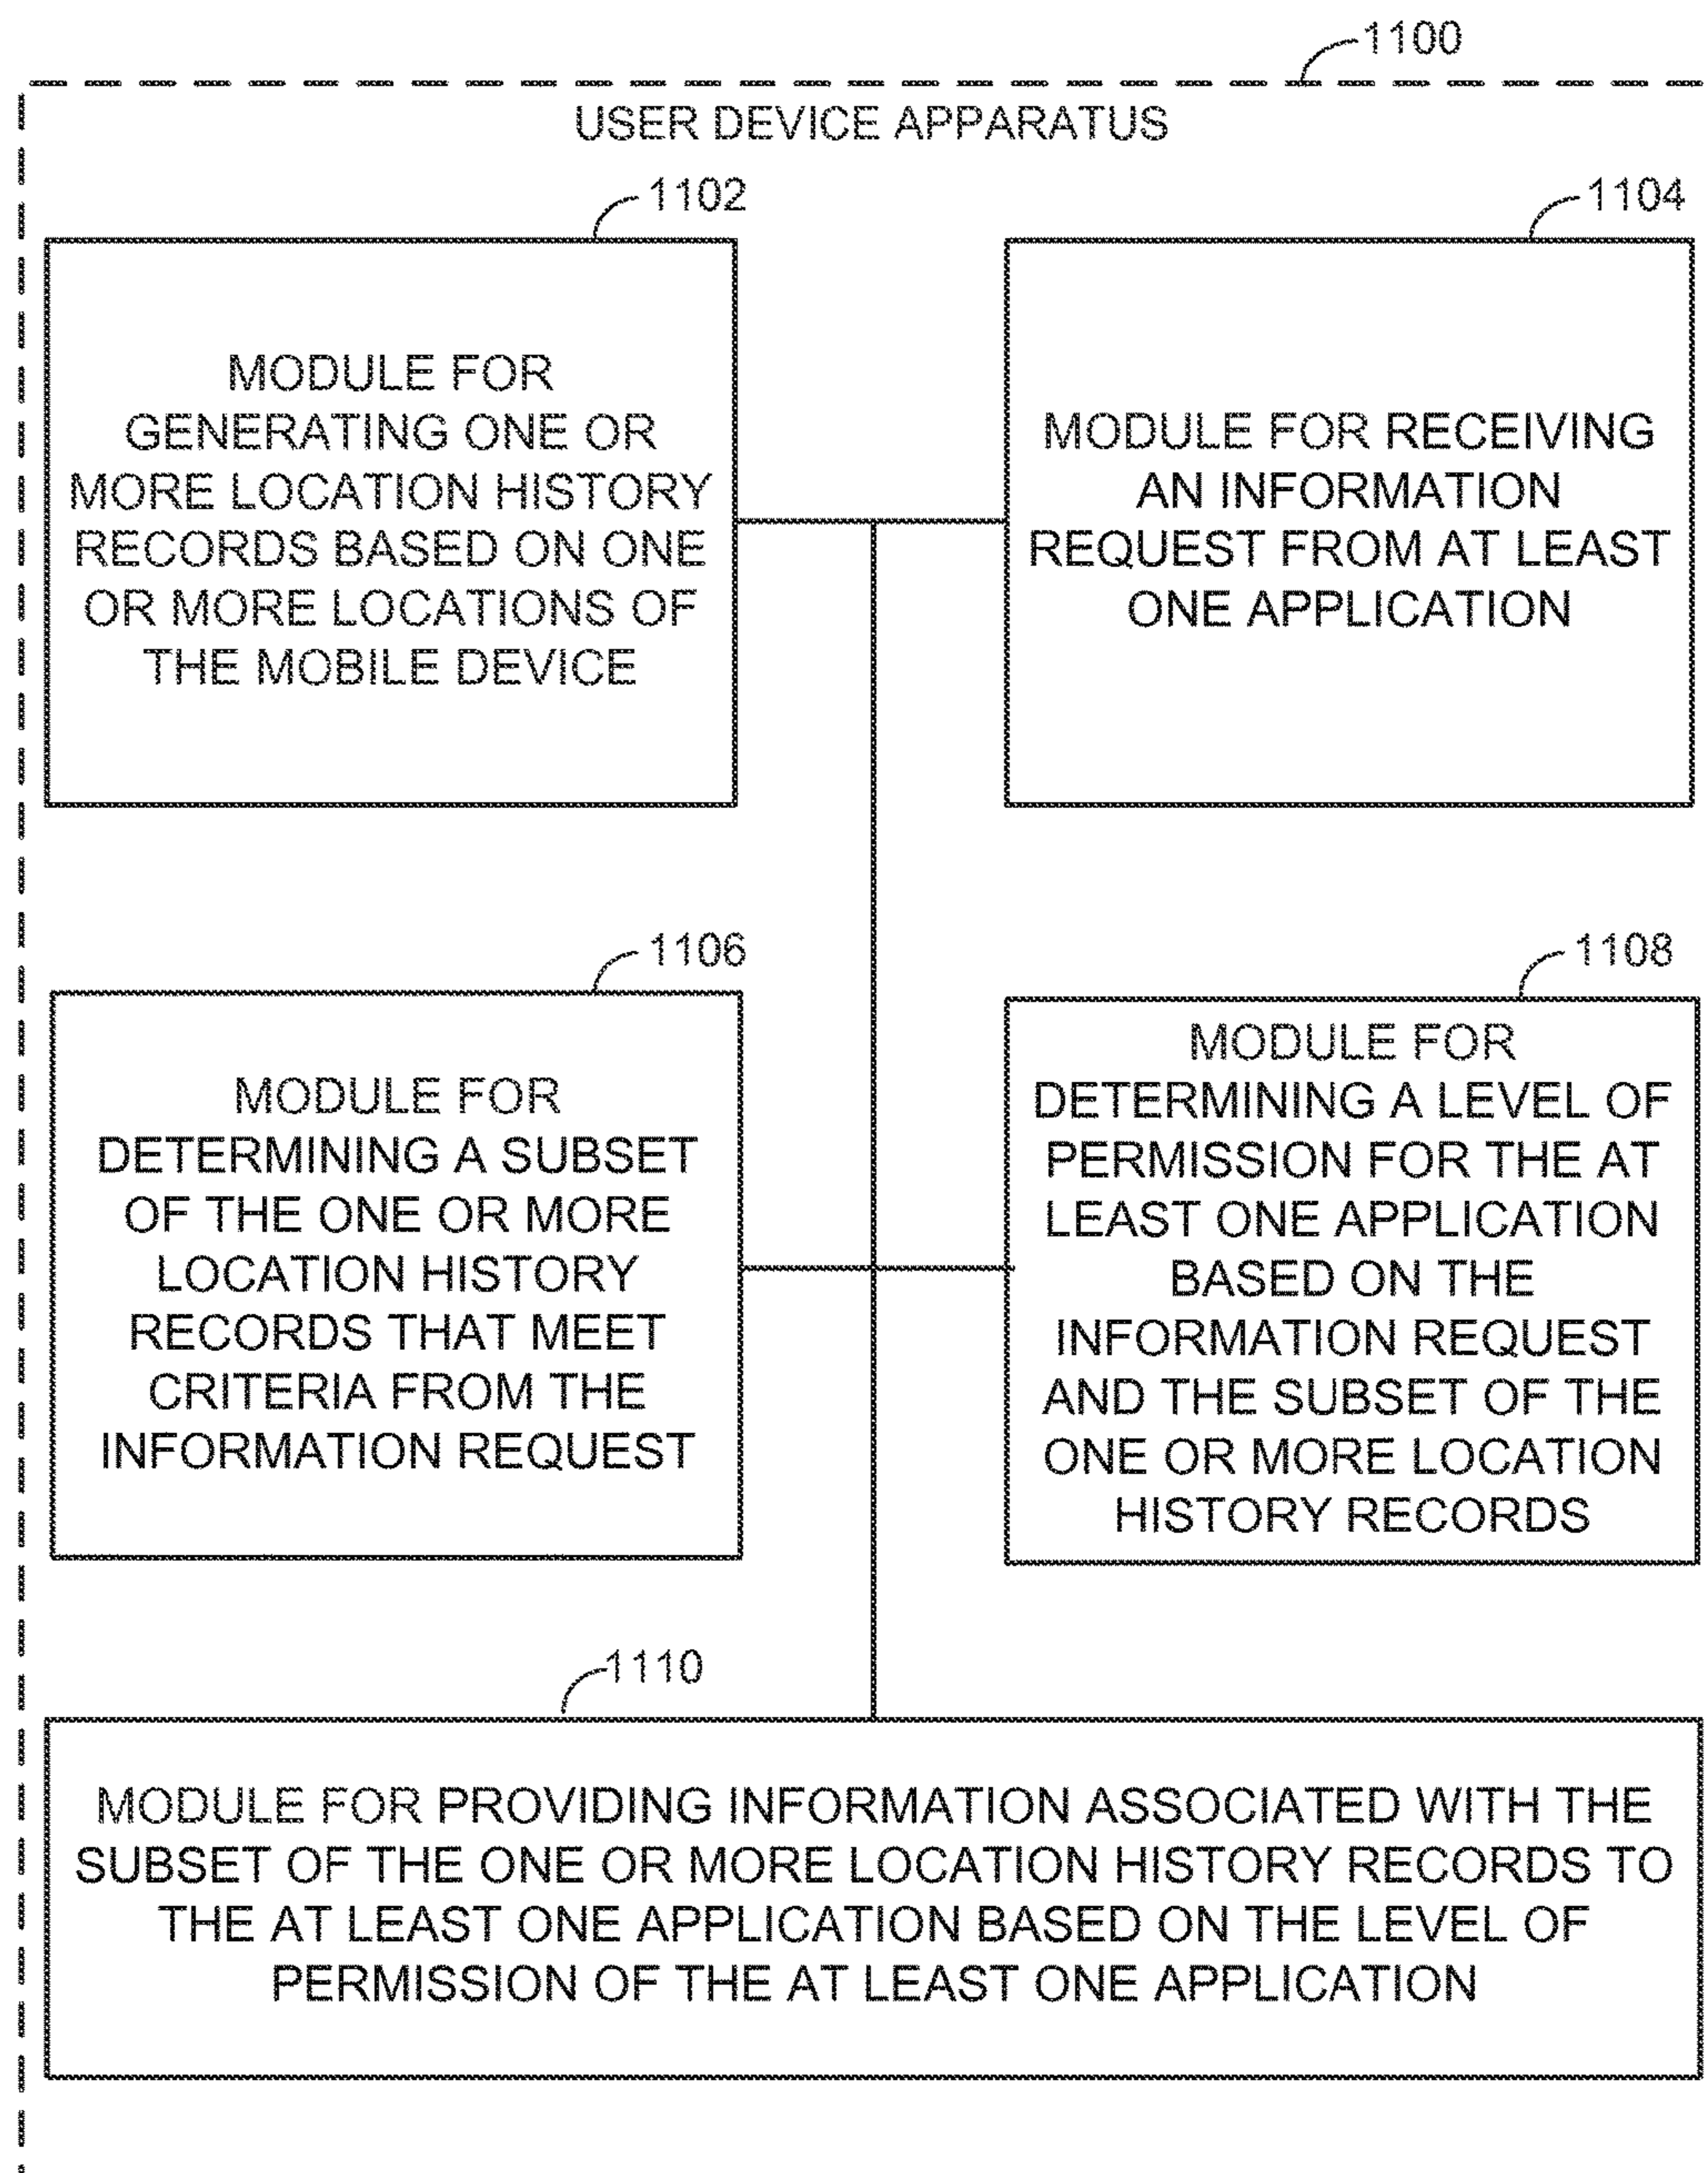 1100
USER DEVICE APPARATUS
1102
MODULE FOR
GENERATING ONE OR
MORE LOCATION HISTORY
RECORDS BASED ON ONE
OR MORE LOCATIONS OF
THE MOBILE DEVICE
1104
MODULE FOR RECEIVING
AN INFORMATION
REQUEST FROM AT LEAST
ONE APPLICATION
1106
MODULE FOR
DETERMINING A SUBSET
OF THE ONE OR MORE
LOCATION HISTORY
RECORDS THAT MEET
CRITERIA FROM THE
INFORMATION REQUEST
1108
MODULE FOR
DETERMINING A LEVEL OF
PERMISSION FOR THE AT
LEAST ONE APPLICATION
BASED ON THE
INFORMATION REQUEST
AND THE SUBSET OF THE
ONE OR MORE LOCATION
HISTORY RECORDS
1110
MODULE FOR PROVIDING INFORMATION ASSOCIATED WITH THE
SUBSET OF THE ONE OR MORE LOCATION HISTORY RECORDS TO
THE AT LEAST ONE APPLICATION BASED ON THE LEVEL OF
PERMISSION OF THE AT LEAST ONE APPLICATION